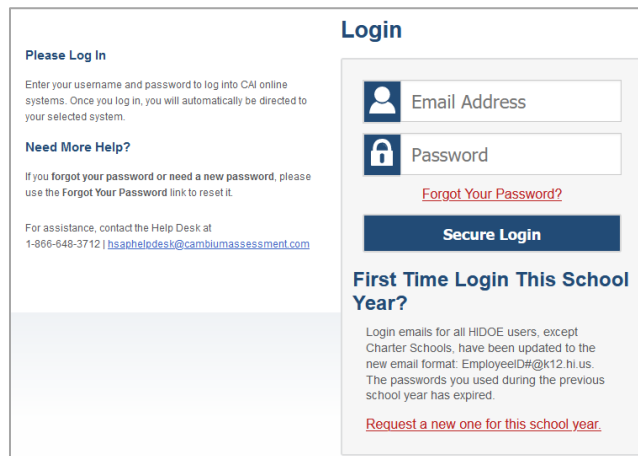 Please Log In
Enter your username and password to log into CAI online
systems. Once you log in, you will automatically be directed to
your selected system.
Need More Help?
If you forgot your password or need a new password, please
use the Forgot Your Password link to reset it.
For assistance, contact the Help Desk at
1-866-648-3712 | hsaphelpdesk@cambiumassessment.com
Login
Email Address
Password
Forgot Your Password?
Secure Login
First Time Login This School
Year?
Login emails for all HIDOE users, except
Charter Schools, have been updated to the
new email format: EmployeeID#@k12.hi.us.
The passwords you used during the previous
school year has expired.
Request a new one for this school year.